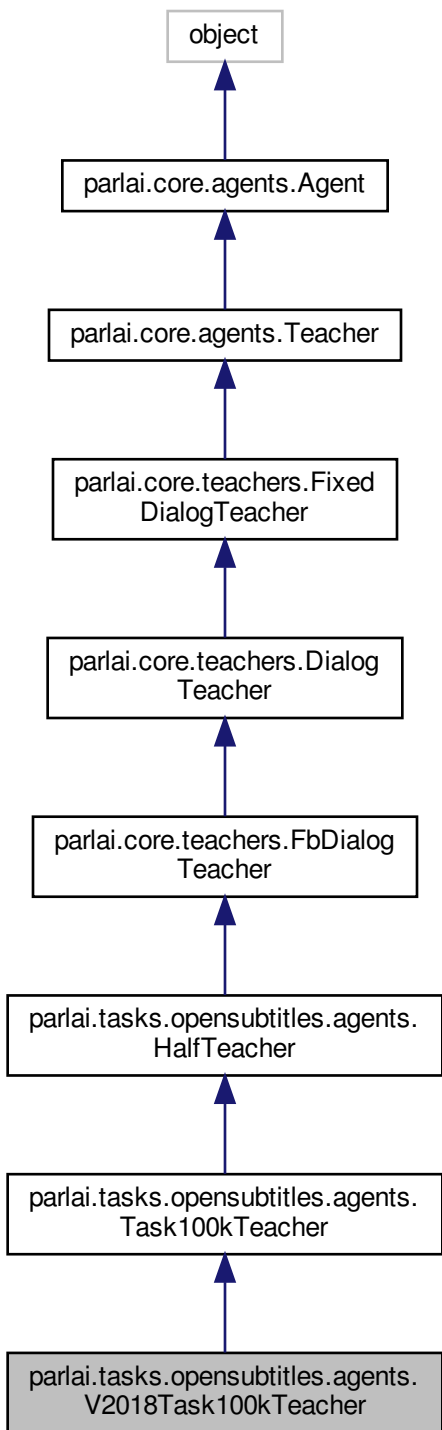 object
parlai.core.agents.Agent
parlai.core.agents.Teacher
parlai.core.teachers.Fixed
DialogTeacher
parlai.core.teachers.Dialog
Teacher
parlai.core.teachers.FbDialog
Teacher
parlai.tasks.opensubtitles.agents.
HalfTeacher
parlai.tasks.opensubtitles.agents.
Task100kTeacher
parlai.tasks.opensubtitles.agents.
V2018Task100kTeacher